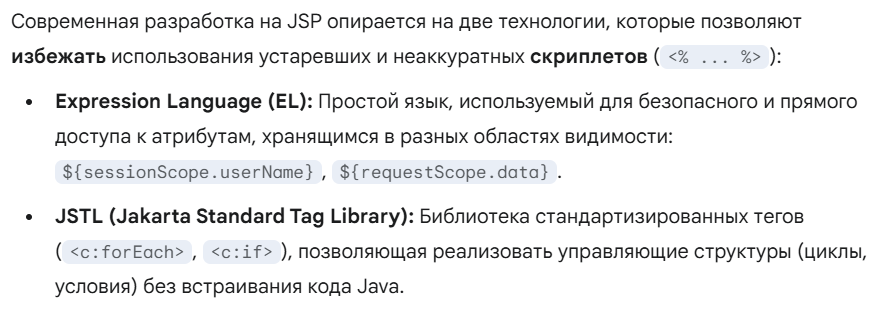 Современная разработка на JSP опирается на две технологии, которые позволяют
избежать использования устаревших и неаккуратных скриплетов (<% ... %>):
• Expression Language (EL): Простой язык, используемый для безопасного и прямого
доступа к атрибутам, хранящимся в разных областях видимости:
${sessionScope.userName}, ${requestScope.data}.
• JSTL (Jakarta Standard Tag Library): Библиотека стандартизированных тегов
(<c:forEach>, <c:if>), позволяющая реализовать управляющие структуры (циклы,
условия) без встраивания кода Java.